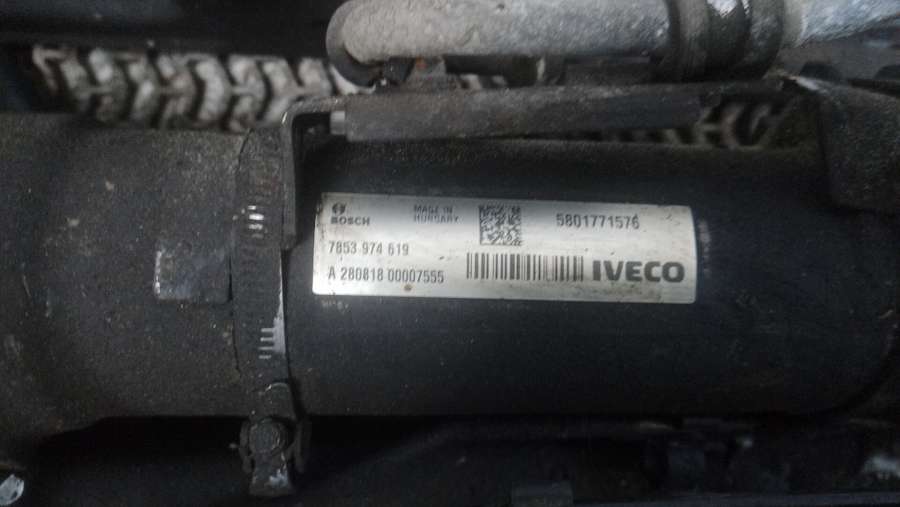 BOSCH
MADE IN
HUNGARY
5801771576
7853 974 619
A 280818 00007555
IVECO